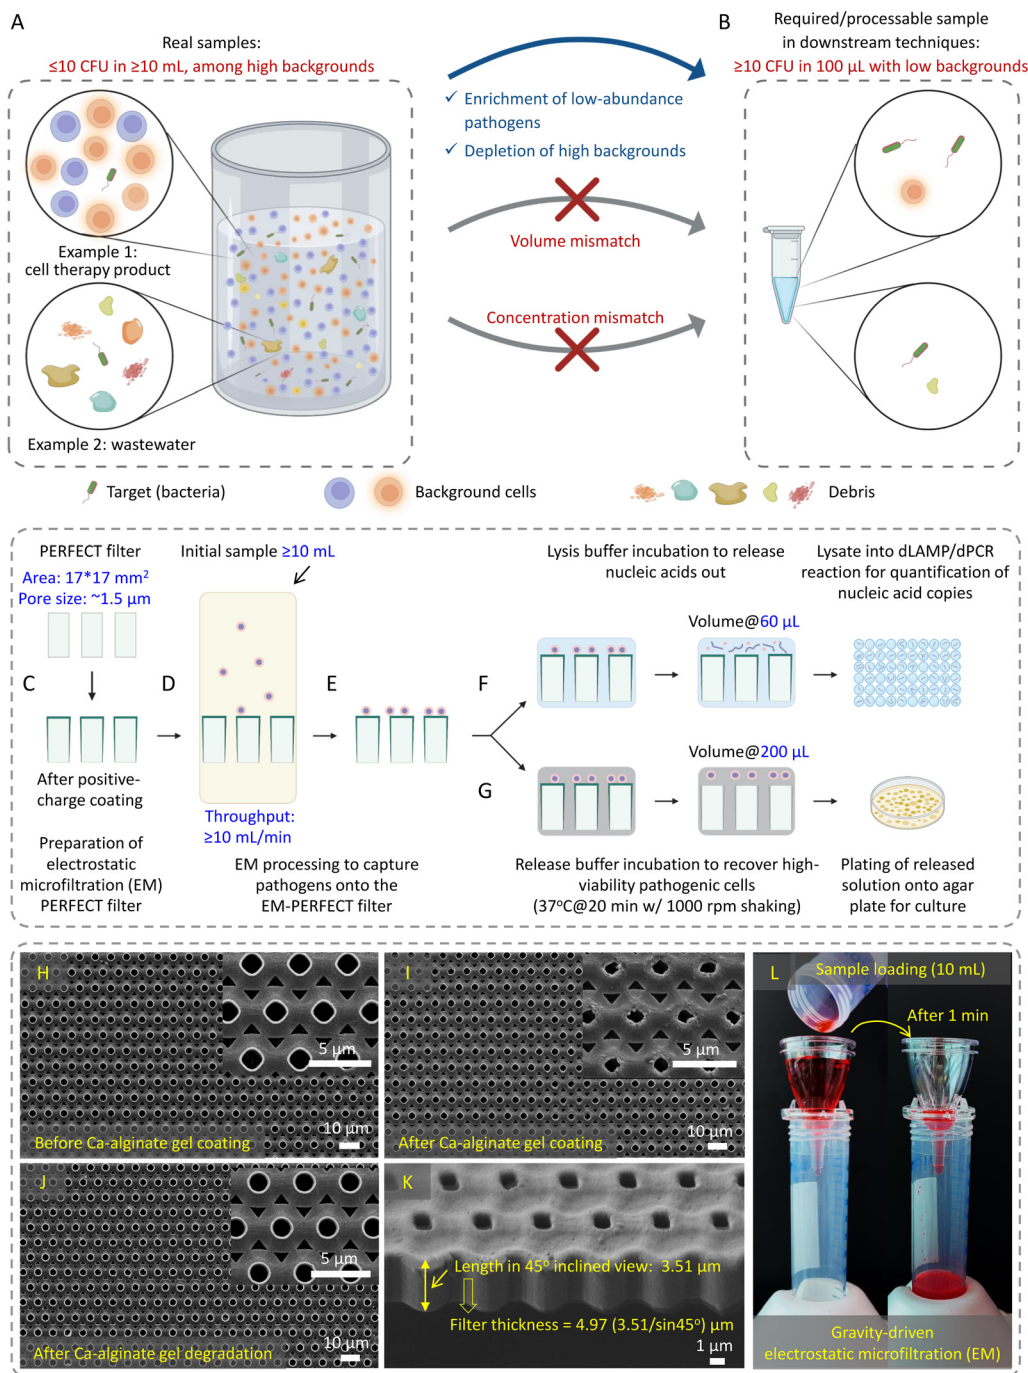 A
Real samples:
≤10 CFU in ≥10 mL, among high backgrounds
Example 1:
cell therapy product
Example 2: wastewater
✓ Enrichment of low-abundance
pathogens
✓ Depletion of high backgrounds
Volume mismatch
Concentration mismatch
B
Required/processable sample
in downstream techniques:
≥10 CFU in 100 µL with low backgrounds
Target (bacteria)
Background cells
Debris
PERFECT filter
Area: 17*17 mm²
Pore size: ~1.5 µm
C
After positive-
charge coating
Preparation of
electrostatic
microfiltration (EM)
PERFECT filter
Initial sample ≥10 mL
D
Throughput:
≥10 mL/min
E
EM processing to capture
pathogens onto the
EM-PERFECT filter
F
Lysis buffer incubation to release
nucleic acids out
Volume@60 µL
Lysate into dLAMP/dPCR
reaction for quantification of
nucleic acid copies
G
Volume@200 µL
Release buffer incubation to recover high-
viability pathogenic cells
(37°C@20 min w/ 1000 rpm shaking)
Plating of released
solution onto agar
plate for culture
H
5 µm
10 µm
Before Ca-alginate gel coating
I
5 µm
10 µm
After Ca-alginate gel coating
J
5 µm
10 µm
After Ca-alginate gel degradation
K
Length in 45° inclined view: 3.51 µm
Filter thickness = 4.97 (3.51/sin45°) µm
1 µm
L
Sample loading (10 mL)
After 1 min
Gravity-driven
electrostatic microfiltration (EM)